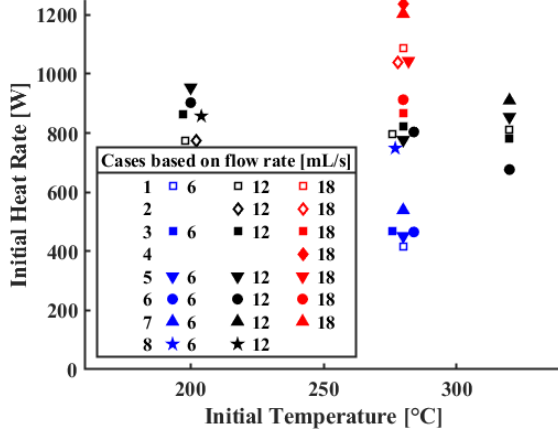 1200
1000
800
600
400
200
0
Initial Heat Rate [W]
Cases based on flow rate [mL/s]
1 6 12 18
2 12 18
3 6 12 18
4 18
5 6 12 18
6 6 12 18
7 6 12 18
8 6 12
200 250 300
Initial Temperature [°C]